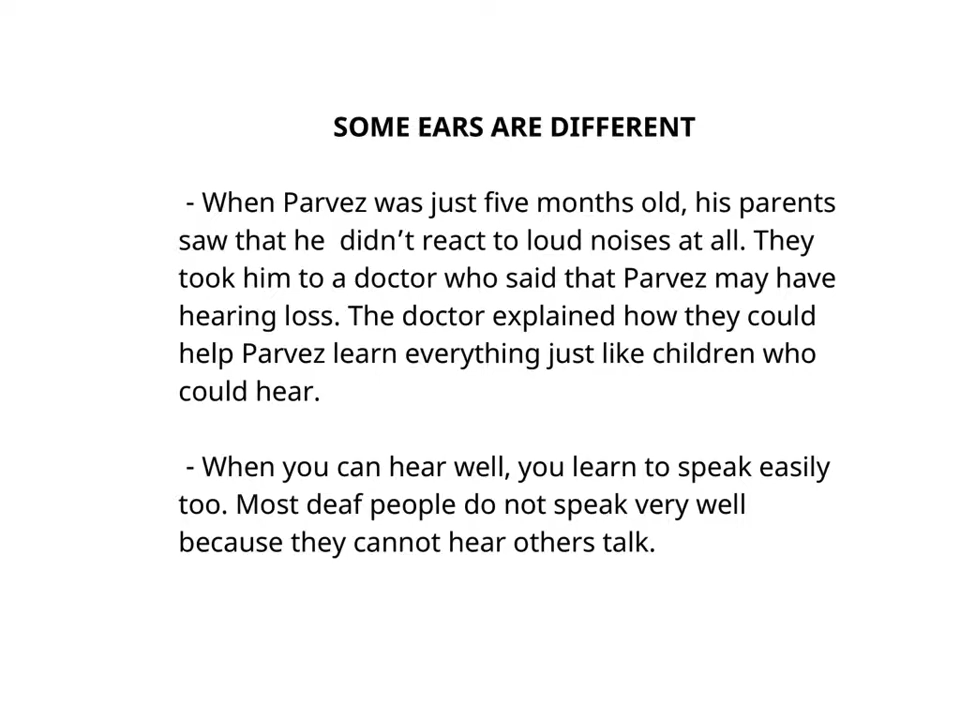 SOME EARS ARE DIFFERENT
- When Parvez was just five months old, his parents
saw that he  didn’t react to loud noises at all. They
took him to a doctor who said that Parvez may have
hearing loss. The doctor explained how they could
help Parvez learn everything just like children who
could hear.
- When you can hear well, you learn to speak easily
too. Most deaf people do not speak very well
because they cannot hear others talk.